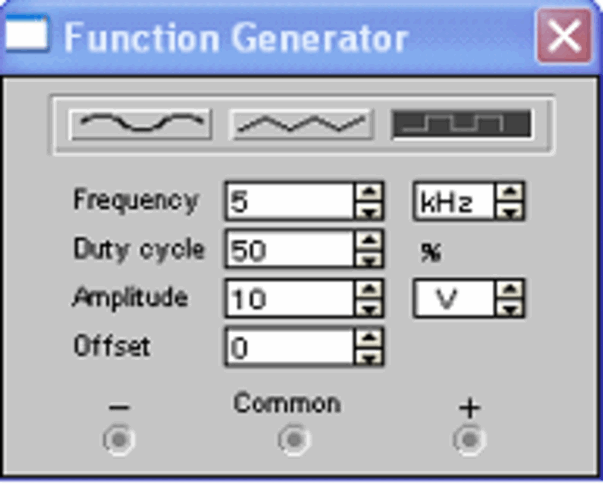 Function Generator
Frequency 5 kHz
Duty cycle 50 %
Amplitude 10 V
Offset 0
− Common +